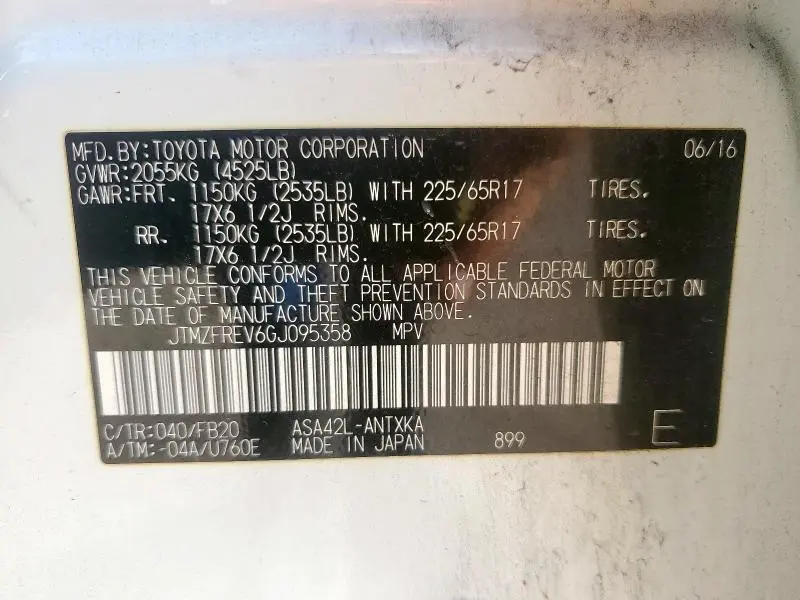 MFD.BY:TOYOTA MOTOR CORPORATION 06/16
GVWR:2055KG (4525LB)
GAWR:FRT. 1150KG (2535LB) WITH 225/65R17 TIRES.
17X6 1/2J RIMS.
RR. 1150KG (2535LB) WITH 225/65R17 TIRES.
17X6 1/2J RIMS.
THIS VEHICLE CONFORMS TO ALL APPLICABLE FEDERAL MOTOR
VEHICLE SAFETY AND THEFT PREVENTION STANDARDS IN EFFECT ON
THE DATE OF MANUFACTURE SHOWN ABOVE.
JTMZFREV6GJ095358 MPV
C/TR:040/FB20 ASA42L-ANTXKA
A/TM:-04A/U760E MADE IN JAPAN 899 E